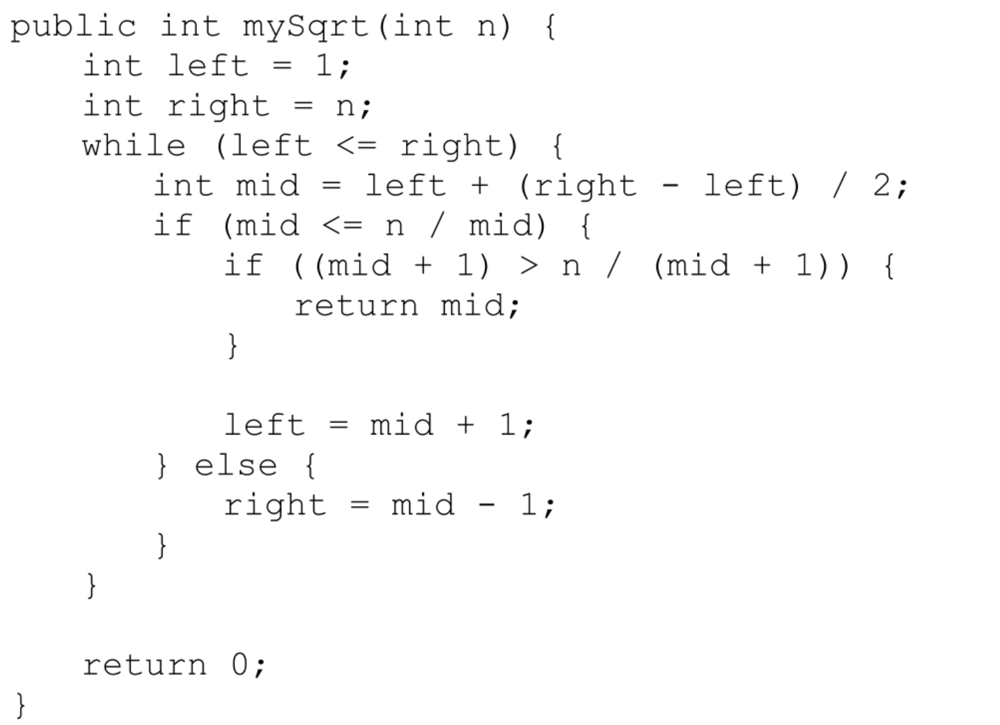 public int mySqrt(int n) {
    int left = 1;
    int right = n;
    while (left <= right) {
        int mid = left + (right - left) / 2;
        if (mid <= n / mid) {
            if ((mid + 1) > n / (mid + 1)) {
                return mid;
            }

            left = mid + 1;
        } else {
            right = mid - 1;
        }
    }

    return 0;
}